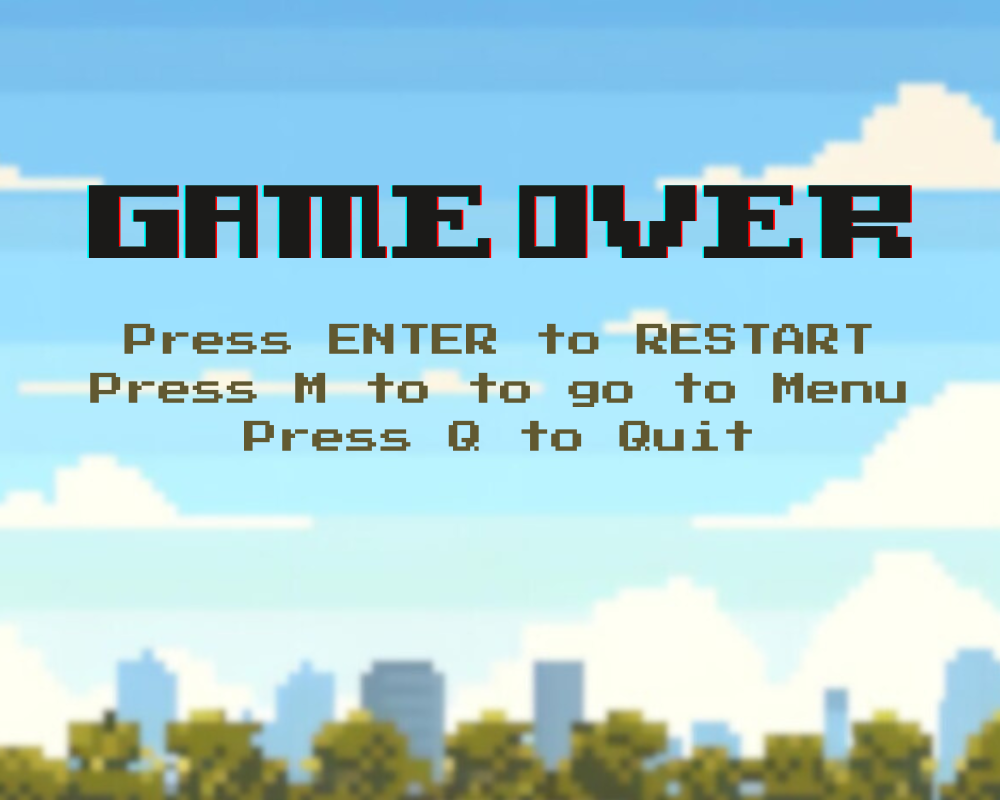 GAME OVER
Press ENTER to RESTART
Press M to to go to Menu
Press Q to Quit